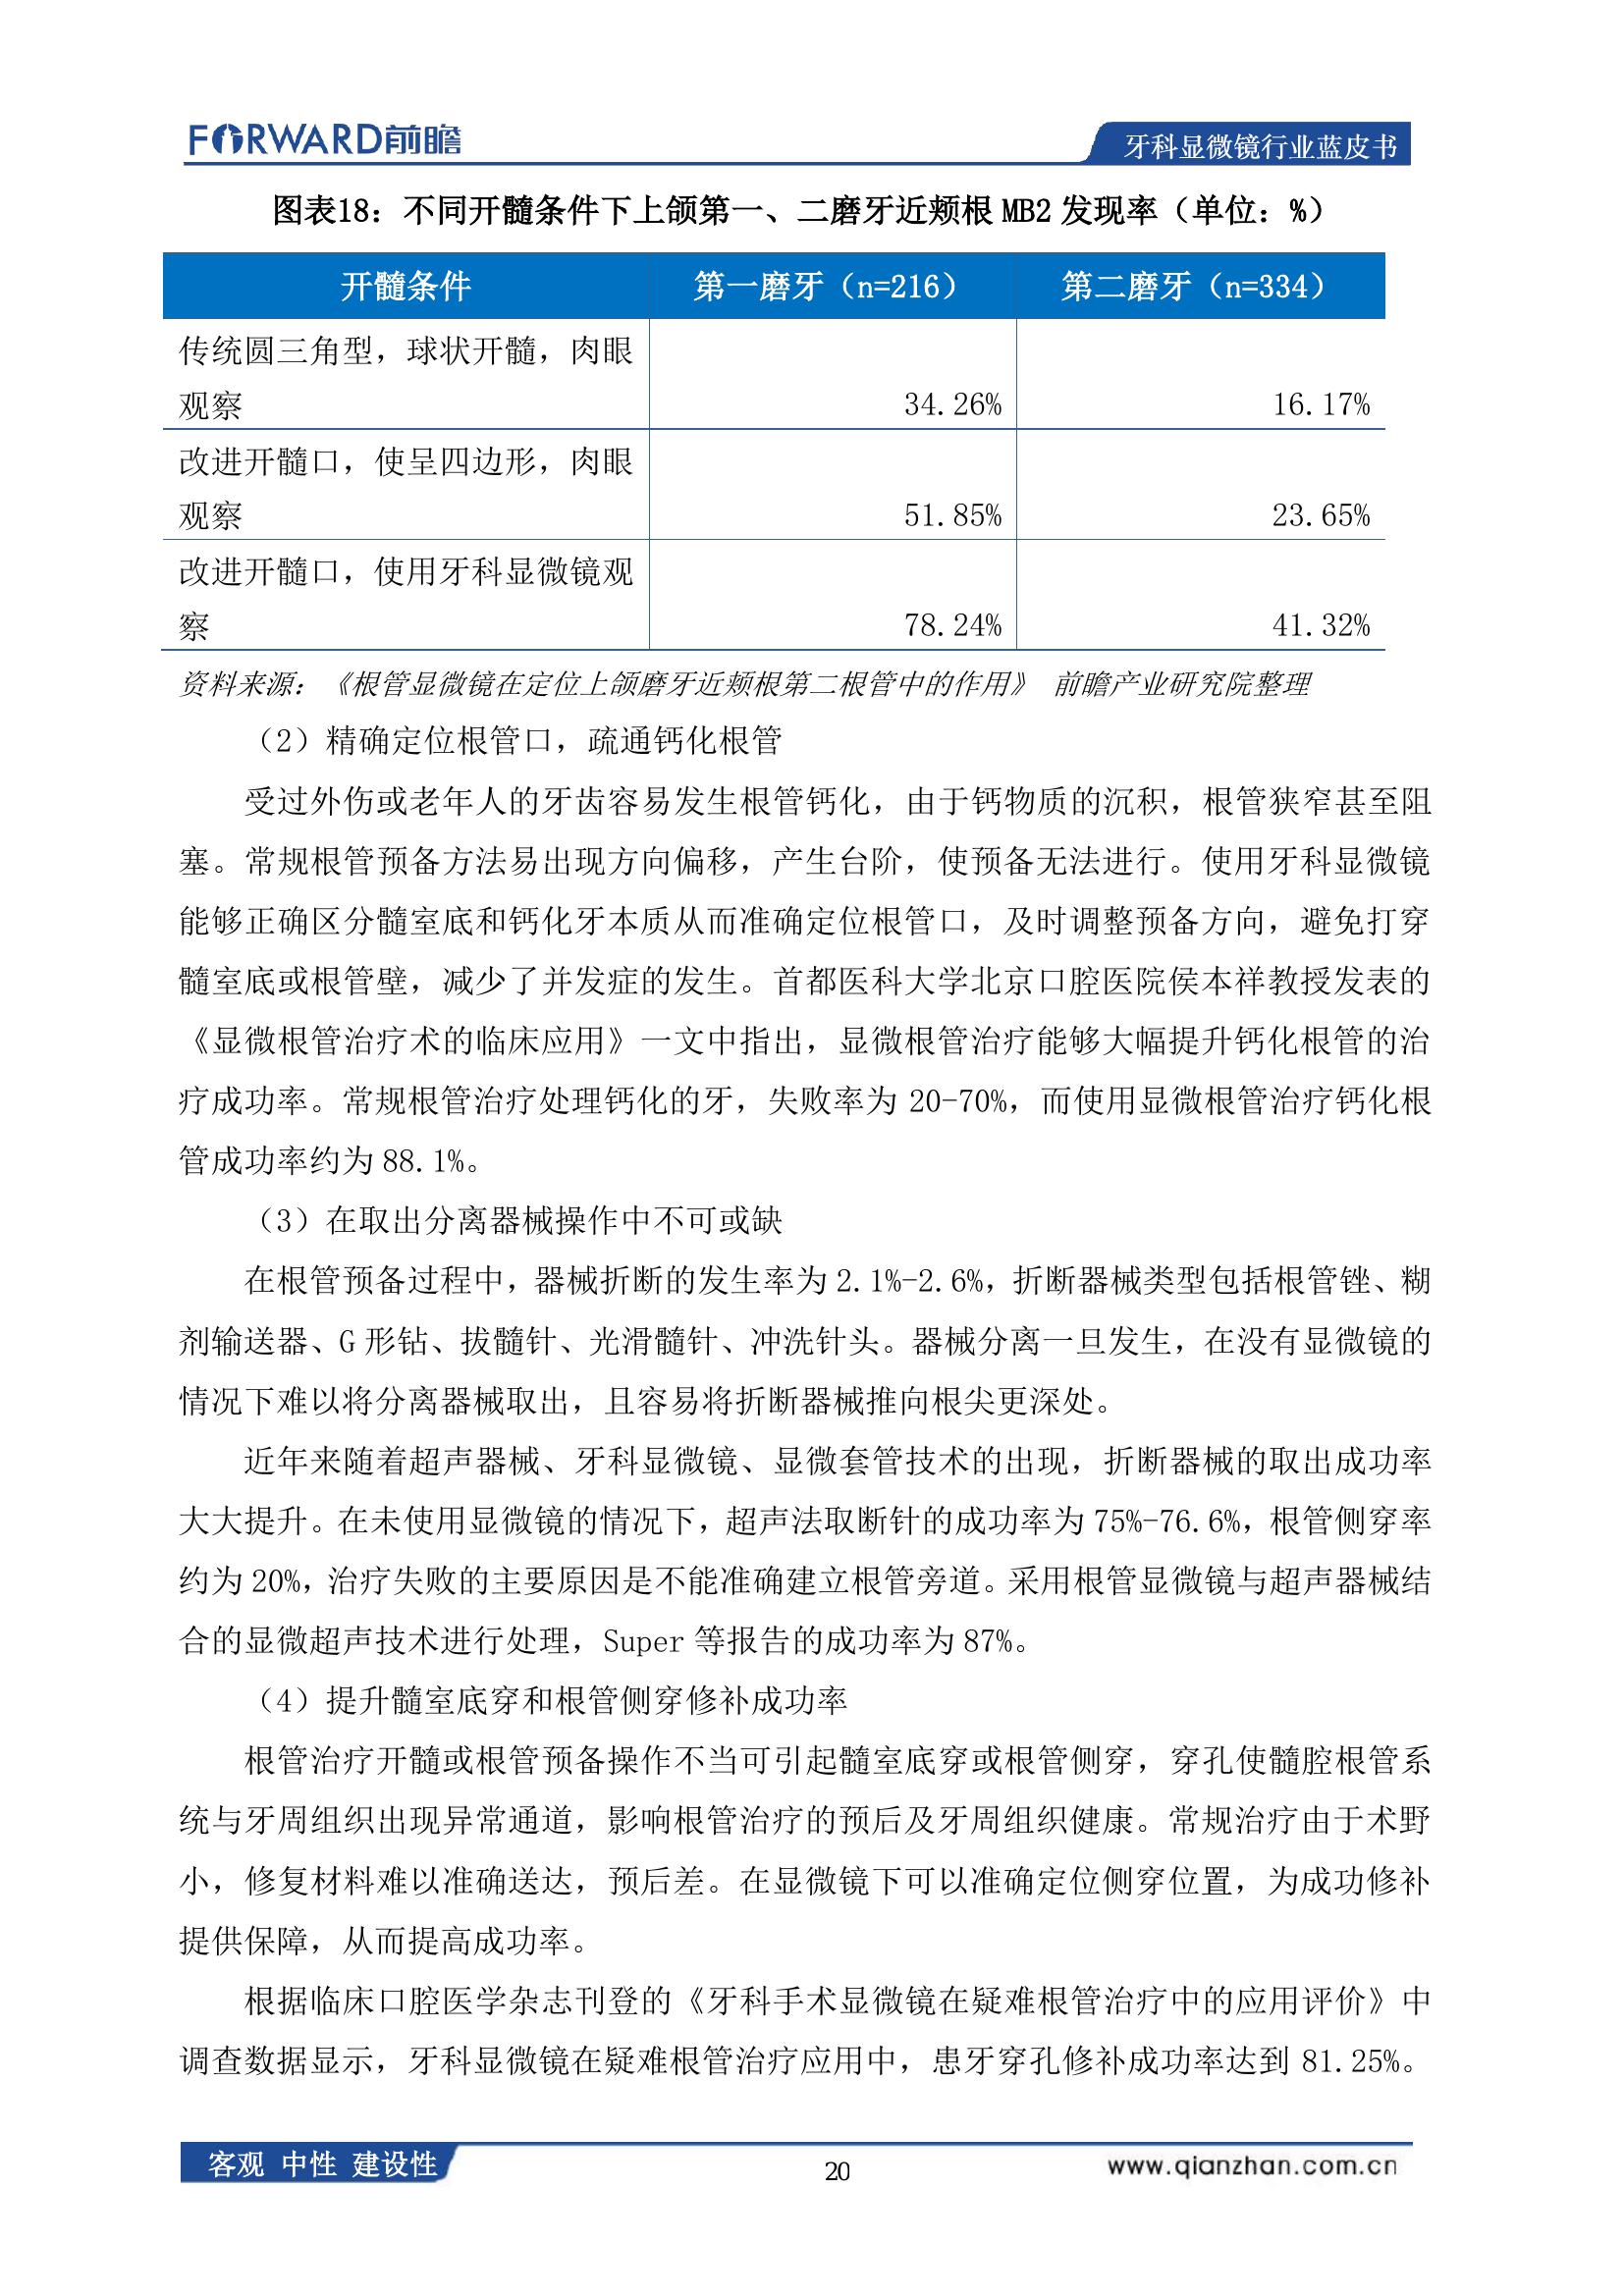 FORWARD前瞻
牙科显微镜行业蓝皮书
图表18：不同开髓条件下上颌第一、二磨牙近颊根 MB2 发现率（单位：%）
开髓条件 第一磨牙（n=216） 第二磨牙（n=334）
传统圆三角型，球状开髓，肉眼
观察 34.26% 16.17%
改进开髓口，使呈四边形，肉眼
观察 51.85% 23.65%
改进开髓口，使用牙科显微镜观
察 78.24% 41.32%
资料来源：《根管显微镜在定位上颌磨牙近颊根第二根管中的作用》 前瞻产业研究院整理
（2）精确定位根管口，疏通钙化根管
受过外伤或老年人的牙齿容易发生根管钙化，由于钙物质的沉积，根管狭窄甚至阻
塞。常规根管预备方法易出现方向偏移，产生台阶，使预备无法进行。使用牙科显微镜
能够正确区分髓室底和钙化牙本质从而准确定位根管口，及时调整预备方向，避免打穿
髓室底或根管壁，减少了并发症的发生。首都医科大学北京口腔医院侯本祥教授发表的
《显微根管治疗术的临床应用》一文中指出，显微根管治疗能够大幅提升钙化根管的治
疗成功率。常规根管治疗处理钙化的牙，失败率为 20-70%，而使用显微根管治疗钙化根
管成功率约为 88.1%。
（3）在取出分离器械操作中不可或缺
在根管预备过程中，器械折断的发生率为 2.1%-2.6%，折断器械类型包括根管锉、糊
剂输送器、G 形钻、拔髓针、光滑髓针、冲洗针头。器械分离一旦发生，在没有显微镜的
情况下难以将分离器械取出，且容易将折断器械推向根尖更深处。
近年来随着超声器械、牙科显微镜、显微套管技术的出现，折断器械的取出成功率
大大提升。在未使用显微镜的情况下，超声法取断针的成功率为 75%-76.6%，根管侧穿率
约为 20%，治疗失败的主要原因是不能准确建立根管旁道。采用根管显微镜与超声器械结
合的显微超声技术进行处理，Super 等报告的成功率为 87%。
（4）提升髓室底穿和根管侧穿修补成功率
根管治疗开髓或根管预备操作不当可引起髓室底穿或根管侧穿，穿孔使髓腔根管系
统与牙周组织出现异常通道，影响根管治疗的预后及牙周组织健康。常规治疗由于术野
小，修复材料难以准确送达，预后差。在显微镜下可以准确定位侧穿位置，为成功修补
提供保障，从而提高成功率。
根据临床口腔医学杂志刊登的《牙科手术显微镜在疑难根管治疗中的应用评价》中
调查数据显示，牙科显微镜在疑难根管治疗应用中，患牙穿孔修补成功率达到 81.25%。
客观 中性 建设性
20
www.qianzhan.com.cn